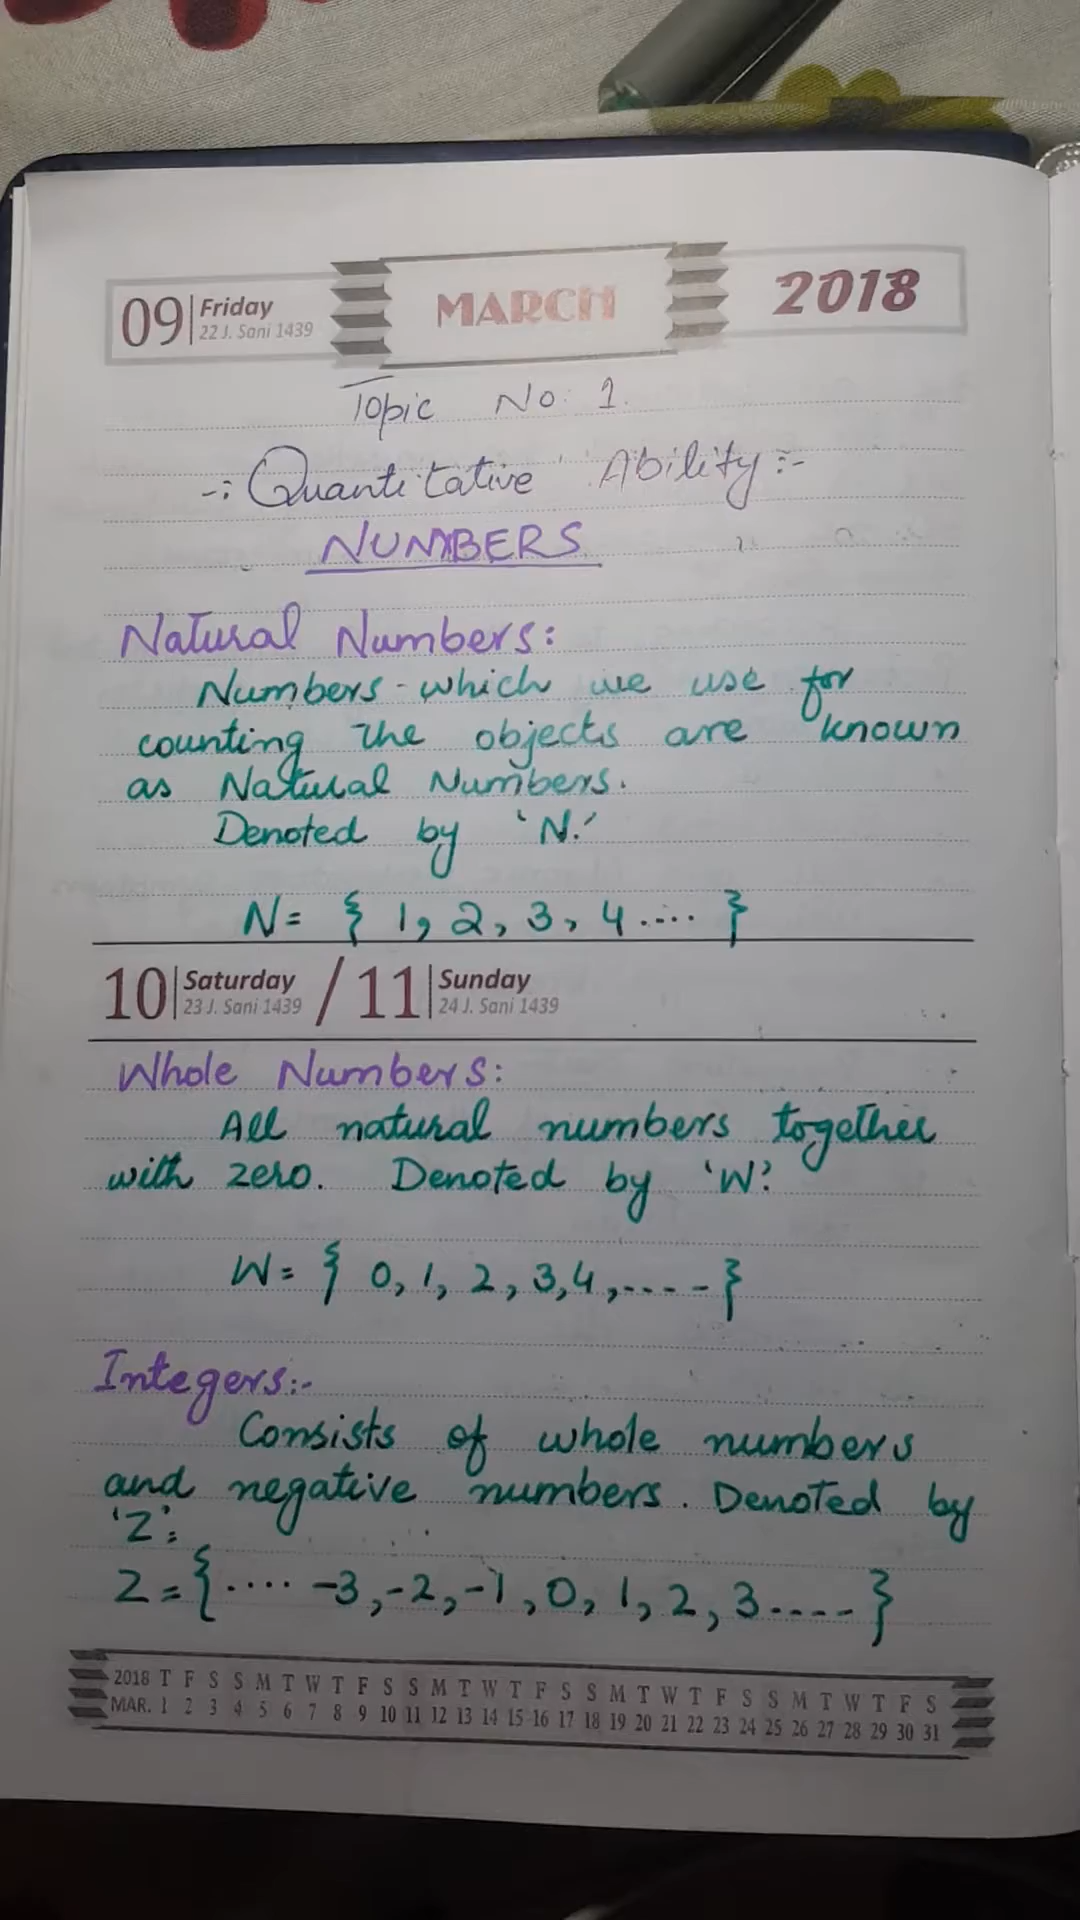 09 Friday
22 J. Sani 1439
MARCH
2018
Topic No: 1.
-: Quantitative Ability :-
NUMBERS
Natural Numbers:
Numbers which we use for
counting the objects are known
as Natural Numbers.
Denoted by 'N.'
N = { 1, 2, 3, 4 .... }
10 Saturday / 11 Sunday
23 J. Sani 1439 24 J. Sani 1439
Whole Numbers:
All natural numbers together
with zero. Denoted by 'W'.
W = { 0, 1, 2, 3, 4, ..... }
Integers:-
Consists of whole numbers
and negative numbers. Denoted by
'Z'.
Z = { .... -3, -2, -1, 0, 1, 2, 3 .... }
2018 T F S S M T W T F S S M T W T F S S M T W T F S S M T W T F S
MAR. 1 2 3 4 5 6 7 8 9 10 11 12 13 14 15 16 17 18 19 20 21 22 23 24 25 26 27 28 29 30 31